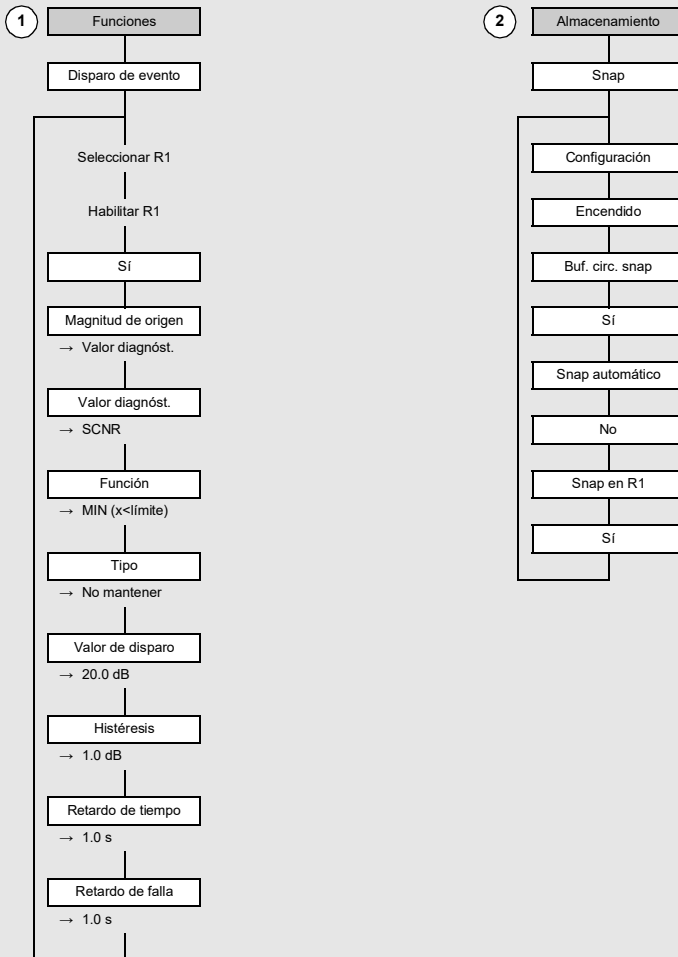 1
Funciones
Disparo de evento
Seleccionar R1
Habilitar R1
Sí
Magnitud de origen
→ Valor diagnóst.
Valor diagnóst.
→ SCNR
Función
→ MIN (x<límite)
Tipo
→ No mantener
Valor de disparo
→ 20.0 dB
Histéresis
→ 1.0 dB
Retardo de tiempo
→ 1.0 s
Retardo de falla
→ 1.0 s
2
Almacenamiento
Snap
Configuración
Encendido
Buf. circ. snap
Sí
Snap automático
No
Snap en R1
Sí